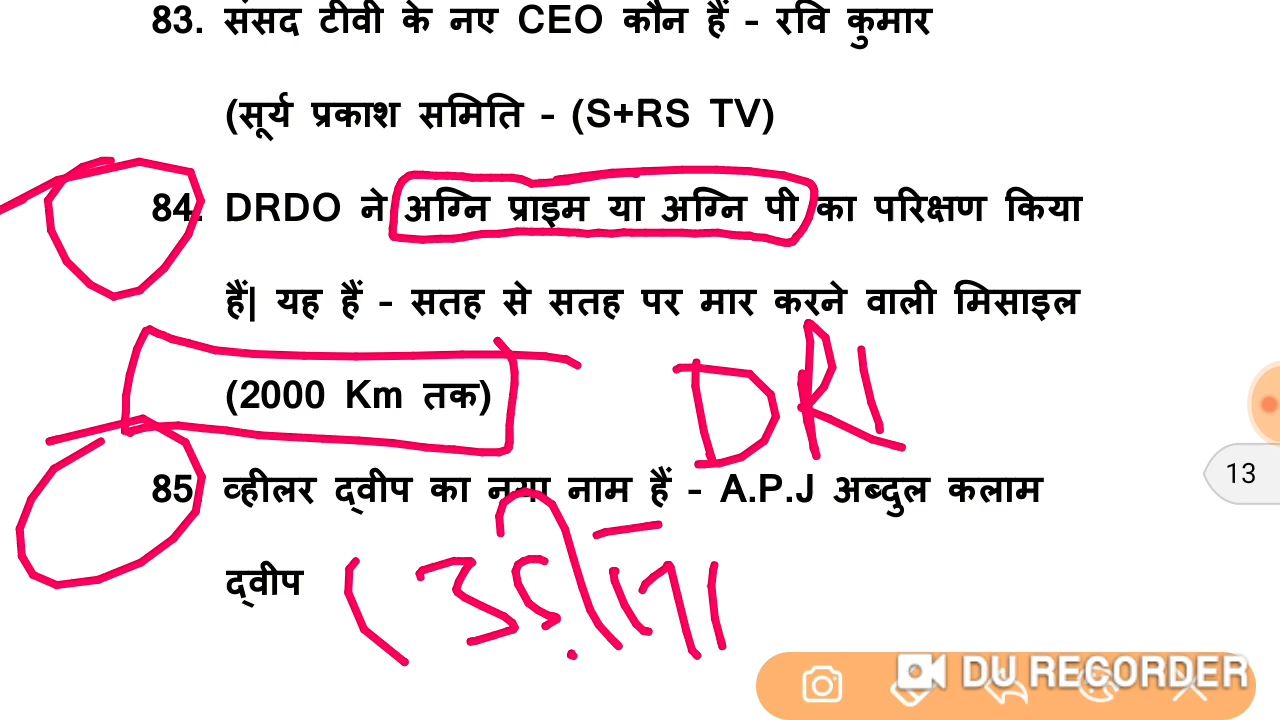 83. संसद टीवी के नए CEO कौन हैं - रवि कुमार
(सूर्य प्रकाश समिति - (S+RS TV)
84. DRDO ने अग्नि प्राइम या अग्नि पी का परिक्षण किया
हैं| यह हैं - सतह से सतह पर मार करने वाली मिसाइल
(2000 Km तक)
DR
85. व्हीलर द्वीप का नया नाम हैं - A.P.J अब्दुल कलाम
द्वीप
13
DU RECORDER